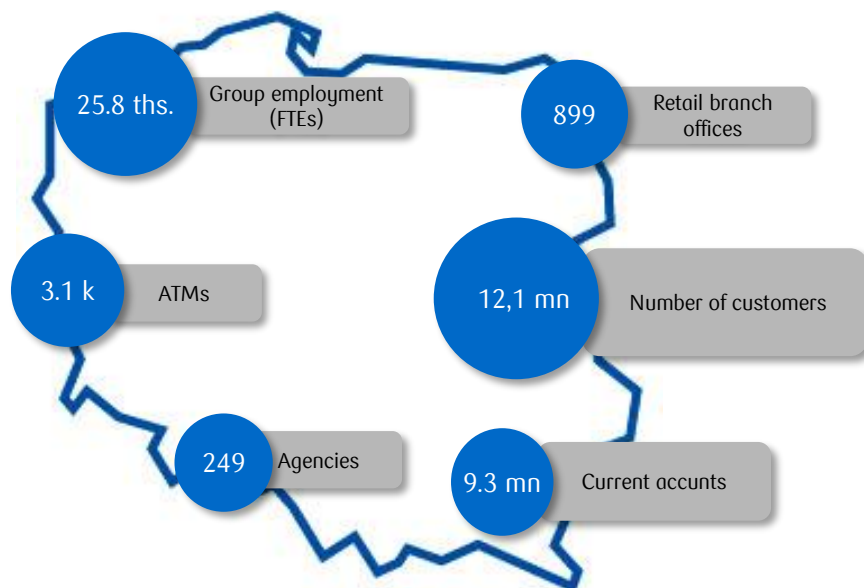 25.8 ths.
Group employment
(FTEs)
899
Retail branch
offices
3.1 k
ATMs
12,1 mn
Number of customers
249
Agencies
9.3 mn
Current accunts